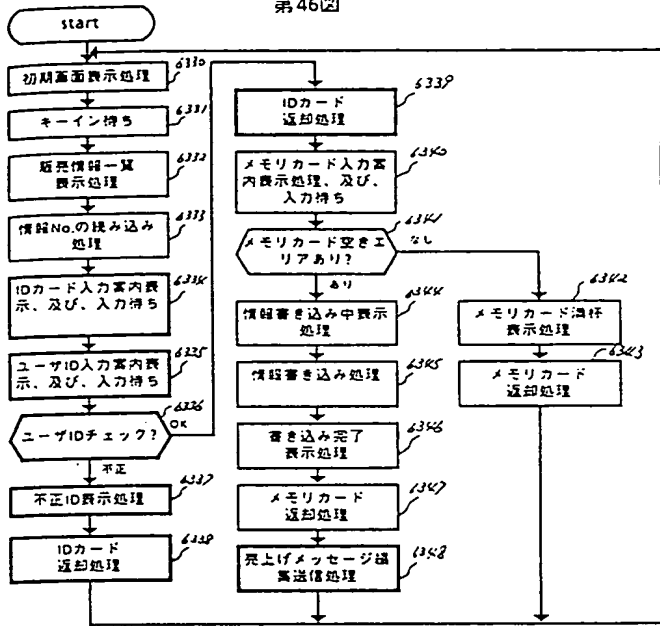 第46図
start
初期画面表示処理
6330
キーイン待ち
6331
販売情報一覧
表示処理
6332
情報No.の読み込み
処理
6333
IDカード入力案内表
示、及び、入力待ち
6334
ユーザID入力案内表
示、及び、入力待ち
6335
ユーザIDチェック?
6336
OK
不正
不正ID表示処理
6337
IDカード
返却処理
6338
IDカード
返却処理
6339
メモリカード入力案
内表示処理、及び、
入力待ち
6340
メモリカード空きエ
リアあり?
6341
なし
あり
メモリカード満杯
表示処理
6342
メモリカード
返却処理
6343
情報書き込み中表示
処理
6344
情報書き込み処理
6345
書き込み完了
表示処理
6346
メモリカード
返却処理
6347
売上げメッセージ編
集送信処理
6348